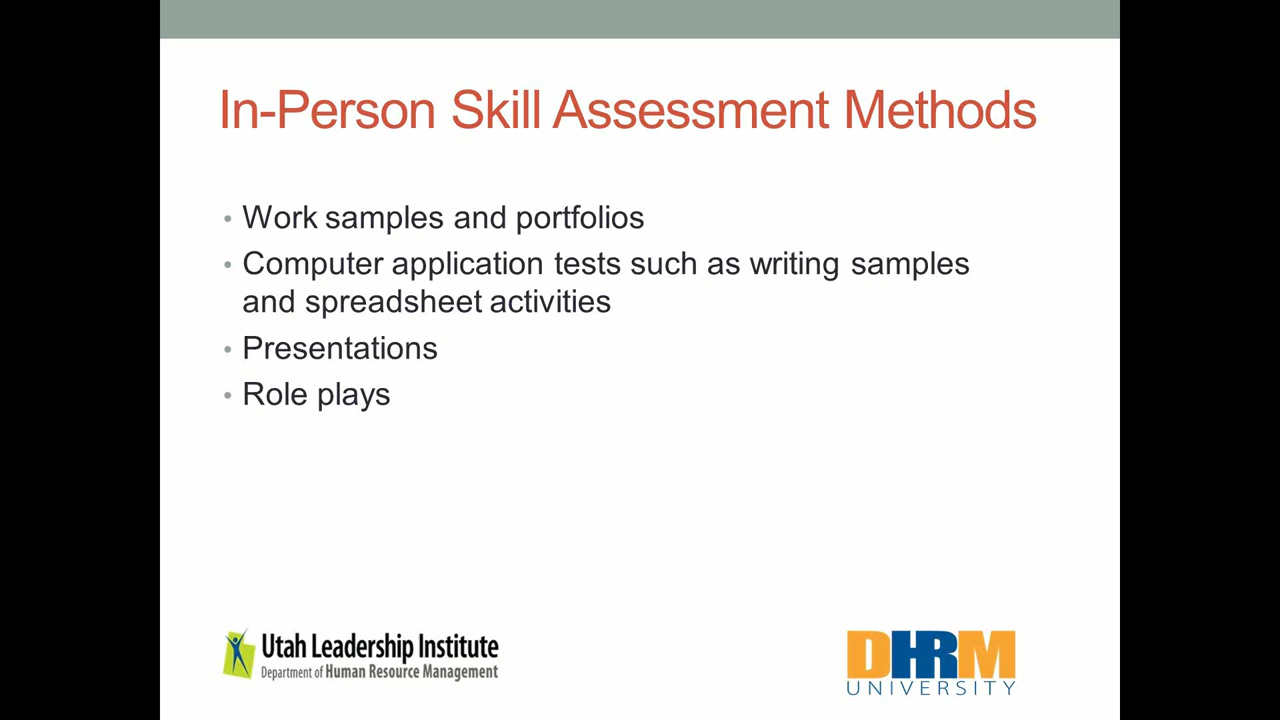 In-Person Skill Assessment Methods
• Work samples and portfolios
• Computer application tests such as writing samples
and spreadsheet activities
• Presentations
• Role plays
Utah Leadership Institute
Department of Human Resource Management
DHRM
UNIVERSITY